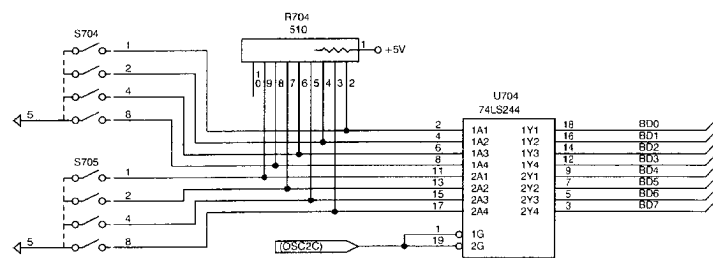 R704
510
S704
1
+5V
1
2
4
8
5
1
0
9
8
7
6
5
4
3
2
U704
74LS244
2 1A1 1Y1 18 BD0
4 1A2 1Y2 16 BD1
6 1A3 1Y3 14 BD2
8 1A4 1Y4 12 BD3
11 2A1 2Y1 9 BD4
13 2A2 2Y2 7 BD5
15 2A3 2Y3 5 BD6
17 2A4 2Y4 3 BD7
S705
1
2
4
8
5
1 1G
19 2G
(OSC2C)